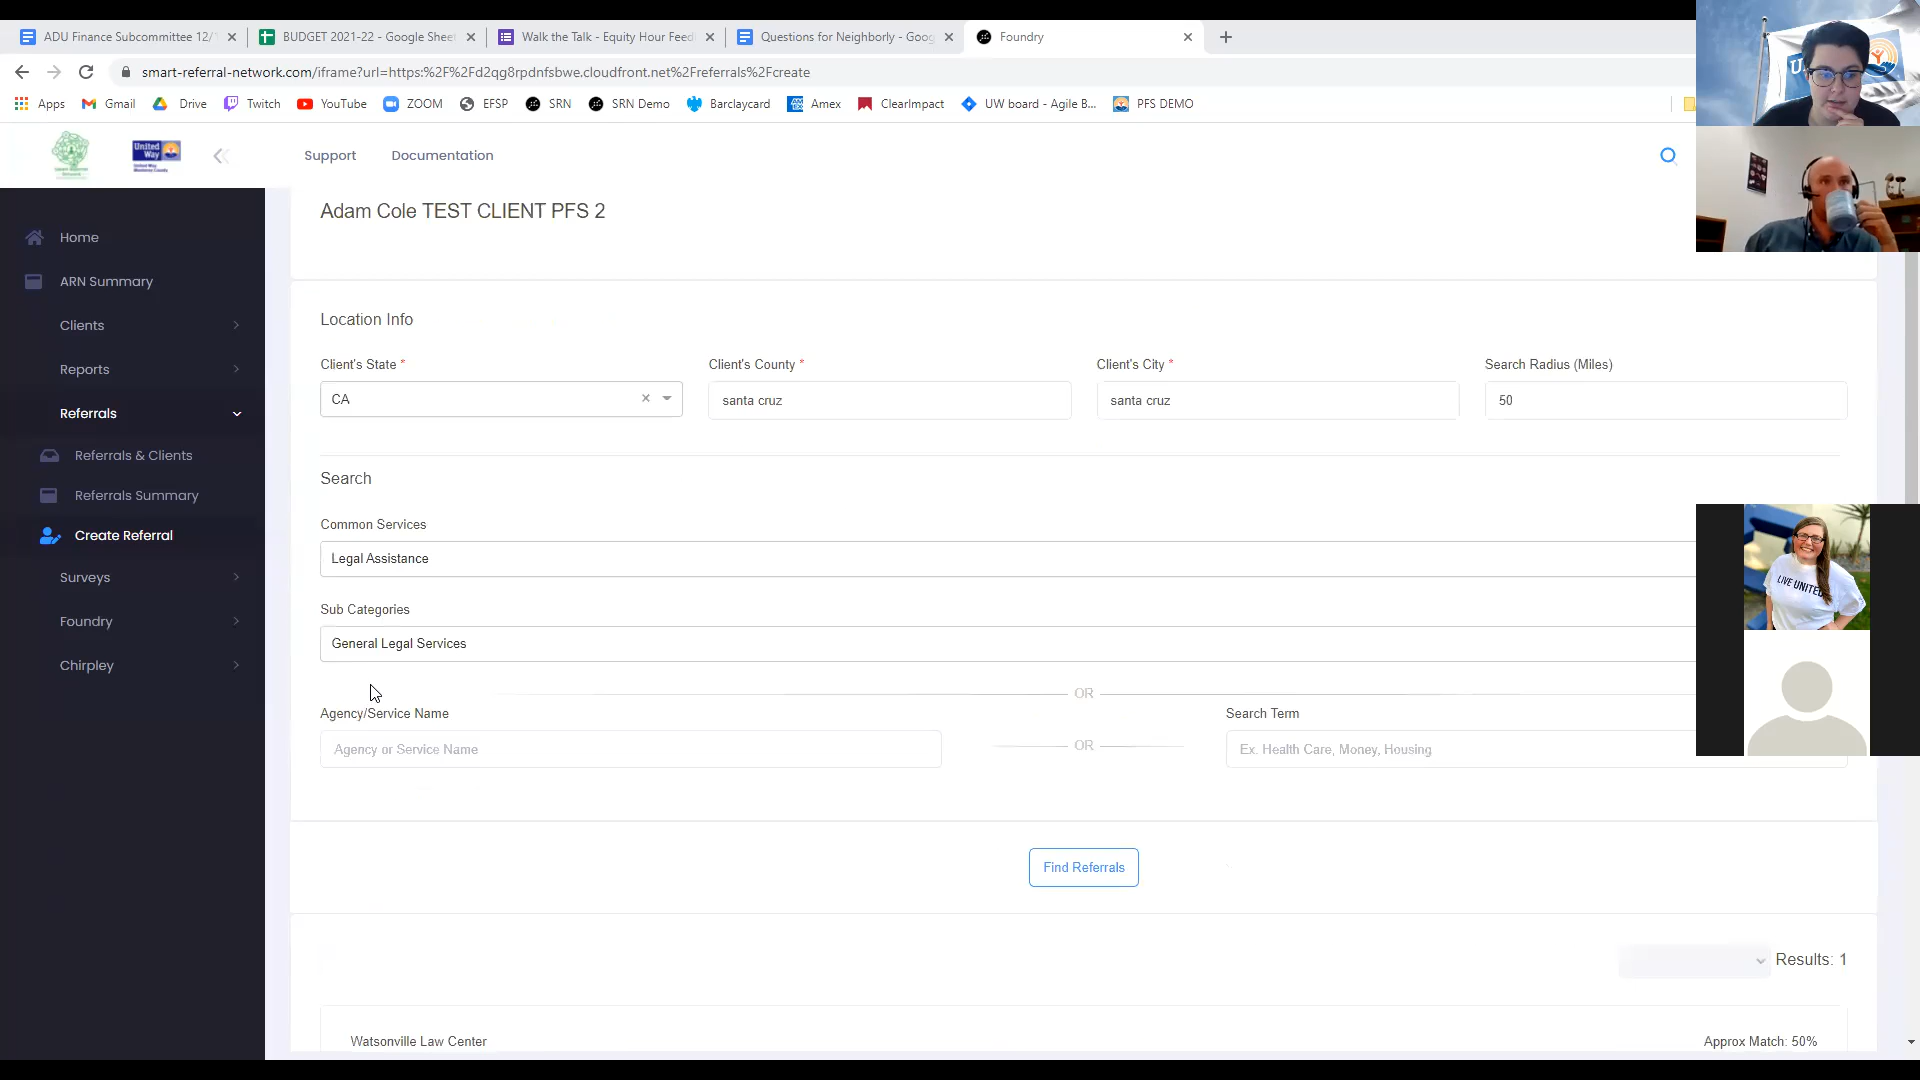 ADU Finance Subcommittee 12/
BUDGET 2021-22 - Google Sheet
Walk the Talk - Equity Hour Feed
Questions for Neighborly - Goog
Foundry
smart-referral-network.com/iframe?url=https:%2F%2Fd2qg8rpdnfsbwe.cloudfront.net%2Freferrals%2Fcreate
Apps
Gmail
Drive
Twitch
YouTube
ZOOM
EFSP
SRN
SRN Demo
Barclaycard
Amex
ClearImpact
UW board - Agile B...
PFS DEMO
United
Way
Support
Documentation
Adam Cole TEST CLIENT PFS 2
Home
ARN Summary
Clients
Reports
Referrals
Referrals & Clients
Referrals Summary
Create Referral
Surveys
Foundry
Chirpley
Location Info
Client's State *
CA
Client's County *
santa cruz
Client's City *
santa cruz
Search Radius (Miles)
50
Search
Common Services
Legal Assistance
Sub Categories
General Legal Services
OR
Agency/Service Name
Agency or Service Name
OR
Search Term
Ex. Health Care, Money, Housing
Find Referrals
Results: 1
Watsonville Law Center
Approx Match: 50%
LIVE UNITED